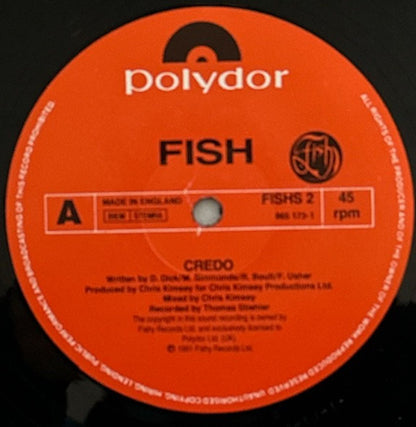 polydor
FISH
Fish
A
MADE IN ENGLAND
BIEM STEMRA
FISHS 2
865 173-1
45
rpm
CREDO
Written by D. Dick/M. Simmonds/R. Boult/F. Usher
Produced by Chris Kimsey for Chris Kimsey Productions Ltd.
Mixed by Chris Kimsey
Recorded by Thomas Stiehler
The copyright in this sound recording is owned by
Fishy Records Ltd. and exclusively licensed to
Polydor Ltd. (UK).
℗ 1991 Fishy Records Ltd.
ALL RIGHTS OF THE PRODUCER AND OF THE OWNER OF THE WORK REPRODUCED RESERVED. UNAUTHORISED COPYING, HIRING, LENDING, PUBLIC PERFORMANCE AND BROADCASTING OF THIS RECORD PROHIBITED.